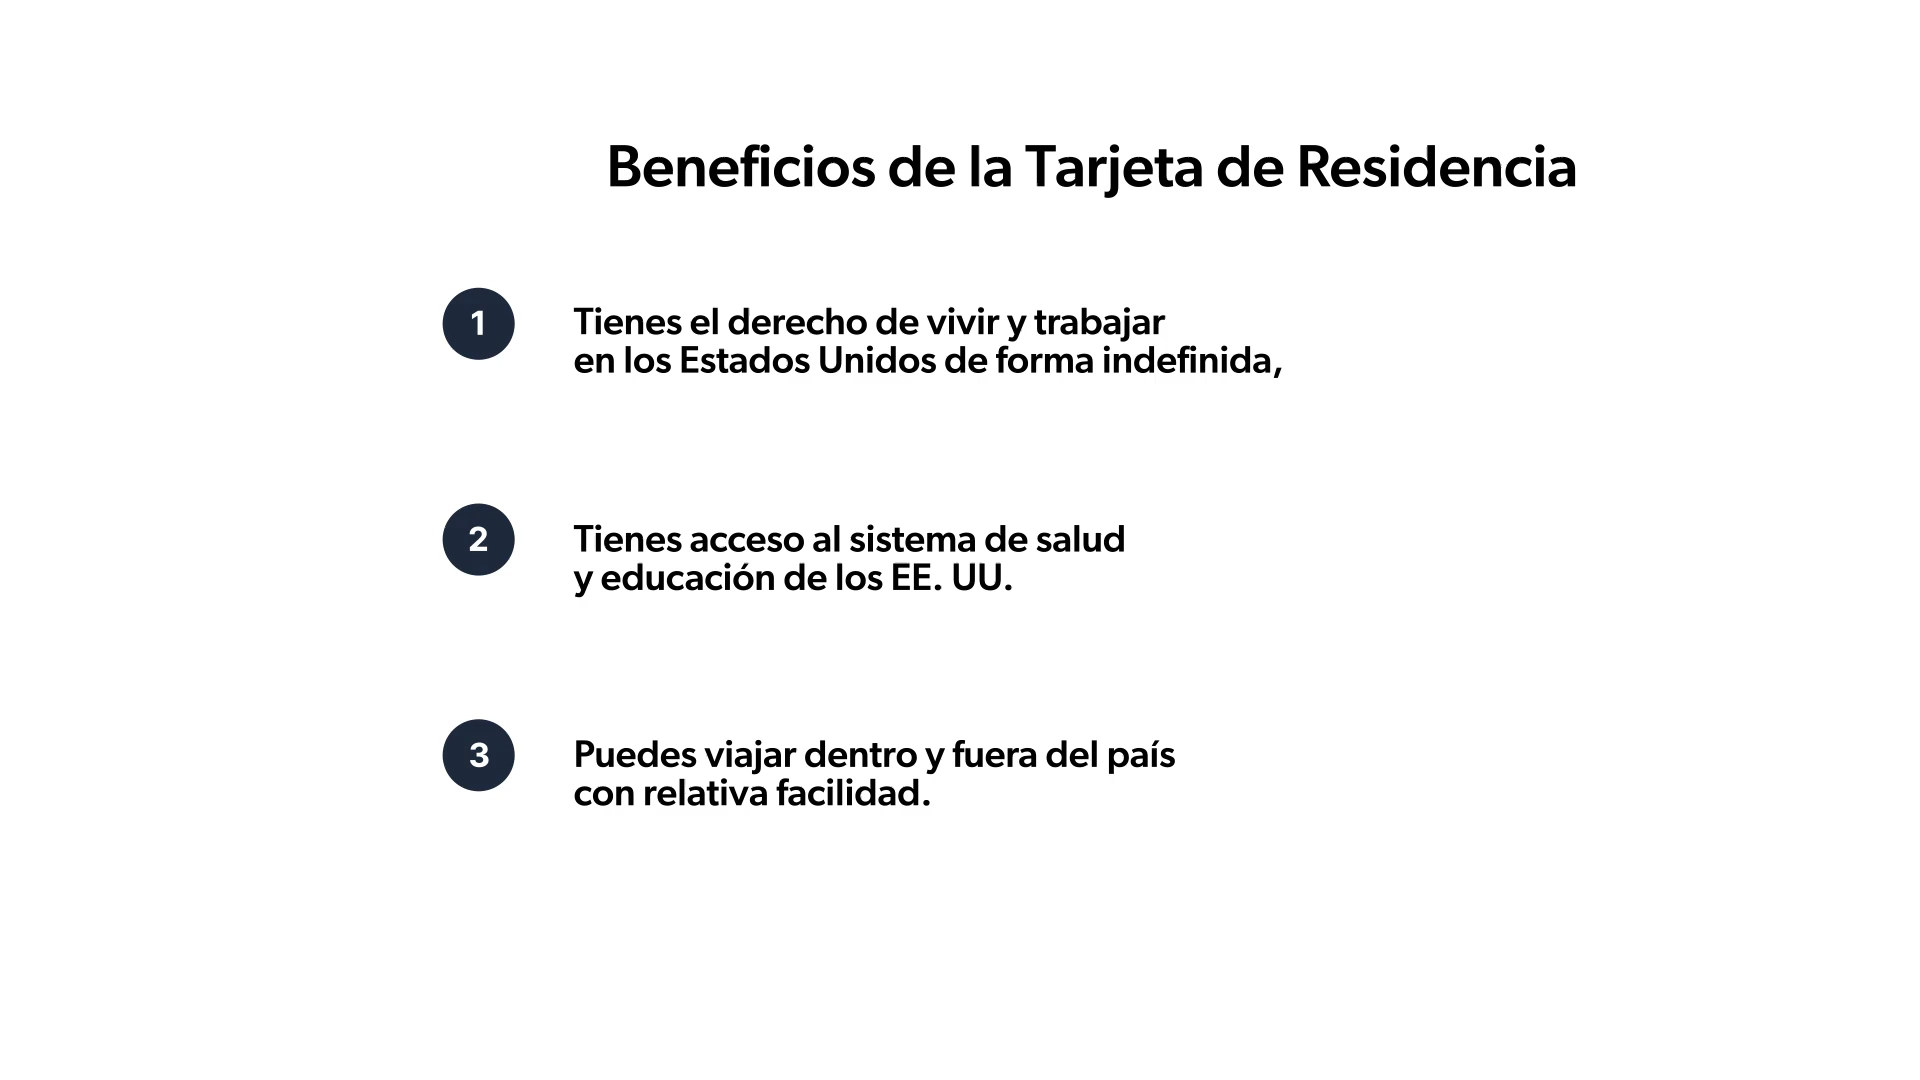 Beneficios de la Tarjeta de Residencia
1
Tienes el derecho de vivir y trabajar
en los Estados Unidos de forma indefinida,
2
Tienes acceso al sistema de salud
y educación de los EE. UU.
3
Puedes viajar dentro y fuera del país
con relativa facilidad.